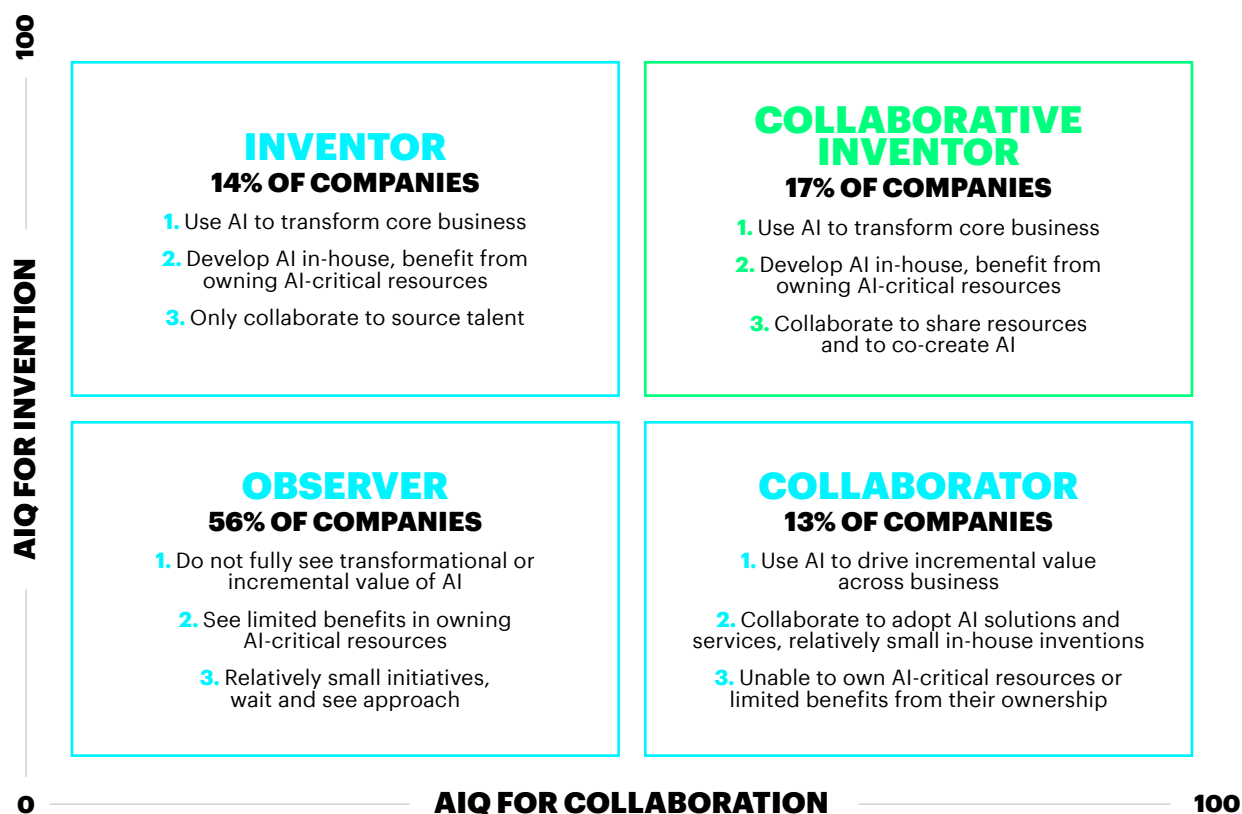 100
AIQ FOR INVENTION
INVENTOR
14% OF COMPANIES
1. Use AI to transform core business
2. Develop AI in-house, benefit from
owning AI-critical resources
3. Only collaborate to source talent
COLLABORATIVE
INVENTOR
17% OF COMPANIES
1. Use AI to transform core business
2. Develop AI in-house, benefit from
owning AI-critical resources
3. Collaborate to share resources
and to co-create AI
OBSERVER
56% OF COMPANIES
1. Do not fully see transformational or
incremental value of AI
2. See limited benefits in owning
AI-critical resources
3. Relatively small initiatives,
wait and see approach
COLLABORATOR
13% OF COMPANIES
1. Use AI to drive incremental value
across business
2. Collaborate to adopt AI solutions and
services, relatively small in-house inventions
3. Unable to own AI-critical resources or
limited benefits from their ownership
0
AIQ FOR COLLABORATION
100